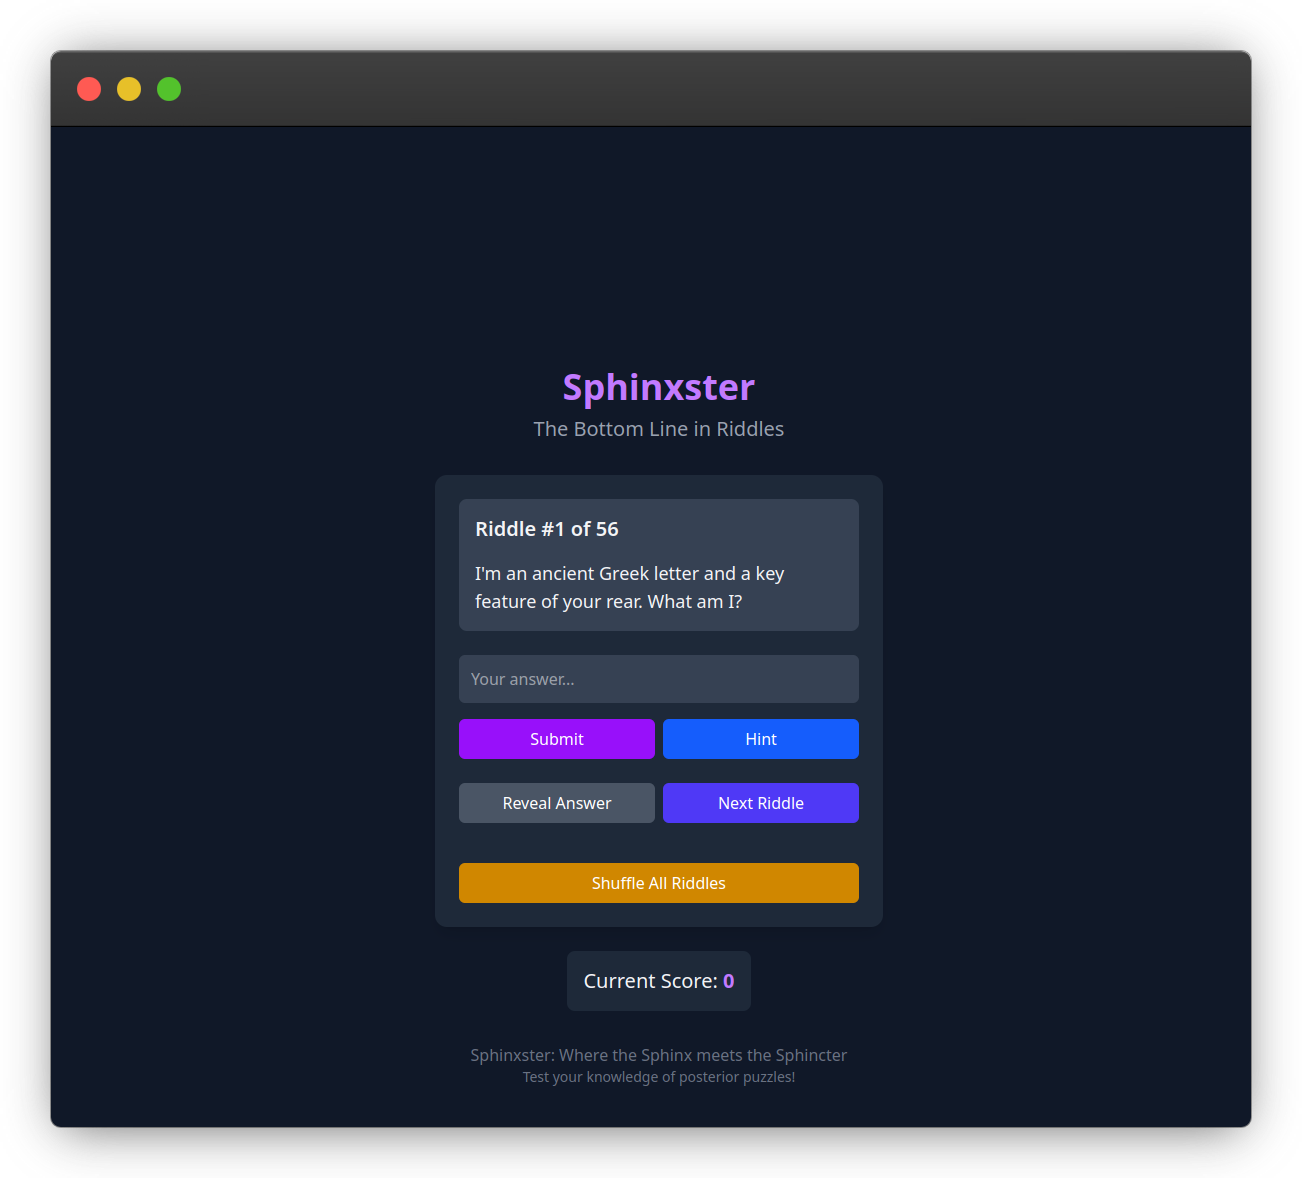 Sphinxster
The Bottom Line in Riddles
Riddle #1 of 56
I'm an ancient Greek letter and a key
feature of your rear. What am I?
Your answer...
Submit
Hint
Reveal Answer
Next Riddle
Shuffle All Riddles
Current Score: 0
Sphinxster: Where the Sphinx meets the Sphincter
Test your knowledge of posterior puzzles!